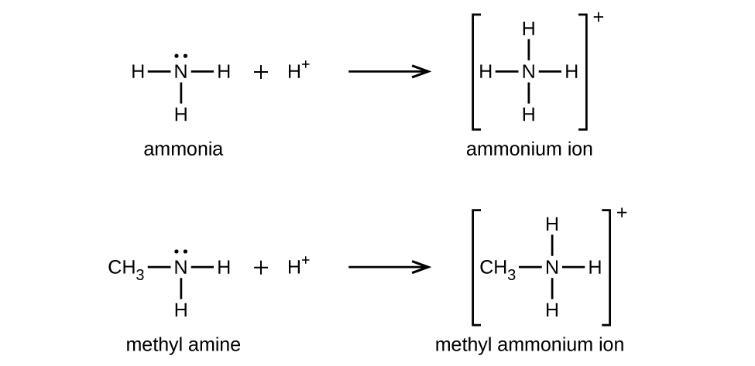 H
H—N—H + H⁺ H—N—H
H H
+
ammonia ammonium ion
H
CH₃—N—H + H⁺ CH₃—N—H
H H
+
methyl amine methyl ammonium ion